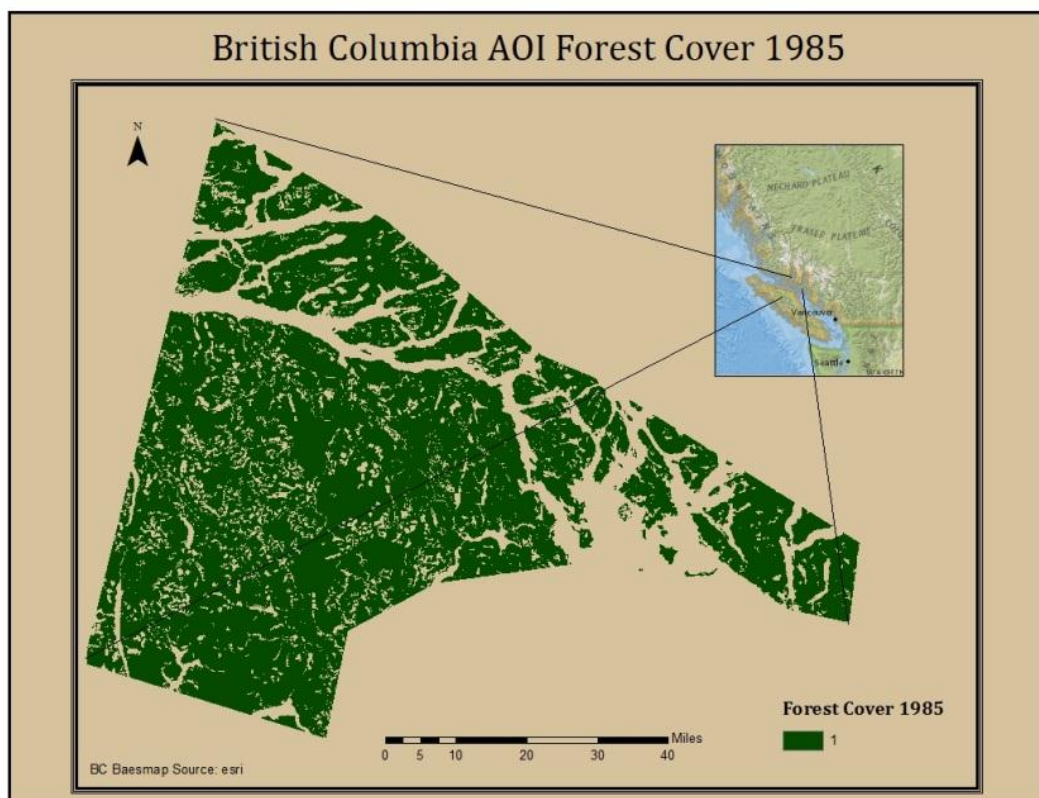 British Columbia AOI Forest Cover 1985
N
NECHARD PLATEAU
FRASER PLATEAU
Vancouver
Seattle
Forest Cover 1985
1
Miles
0 5 10 20 30 40
BC Baesmap Source: esri